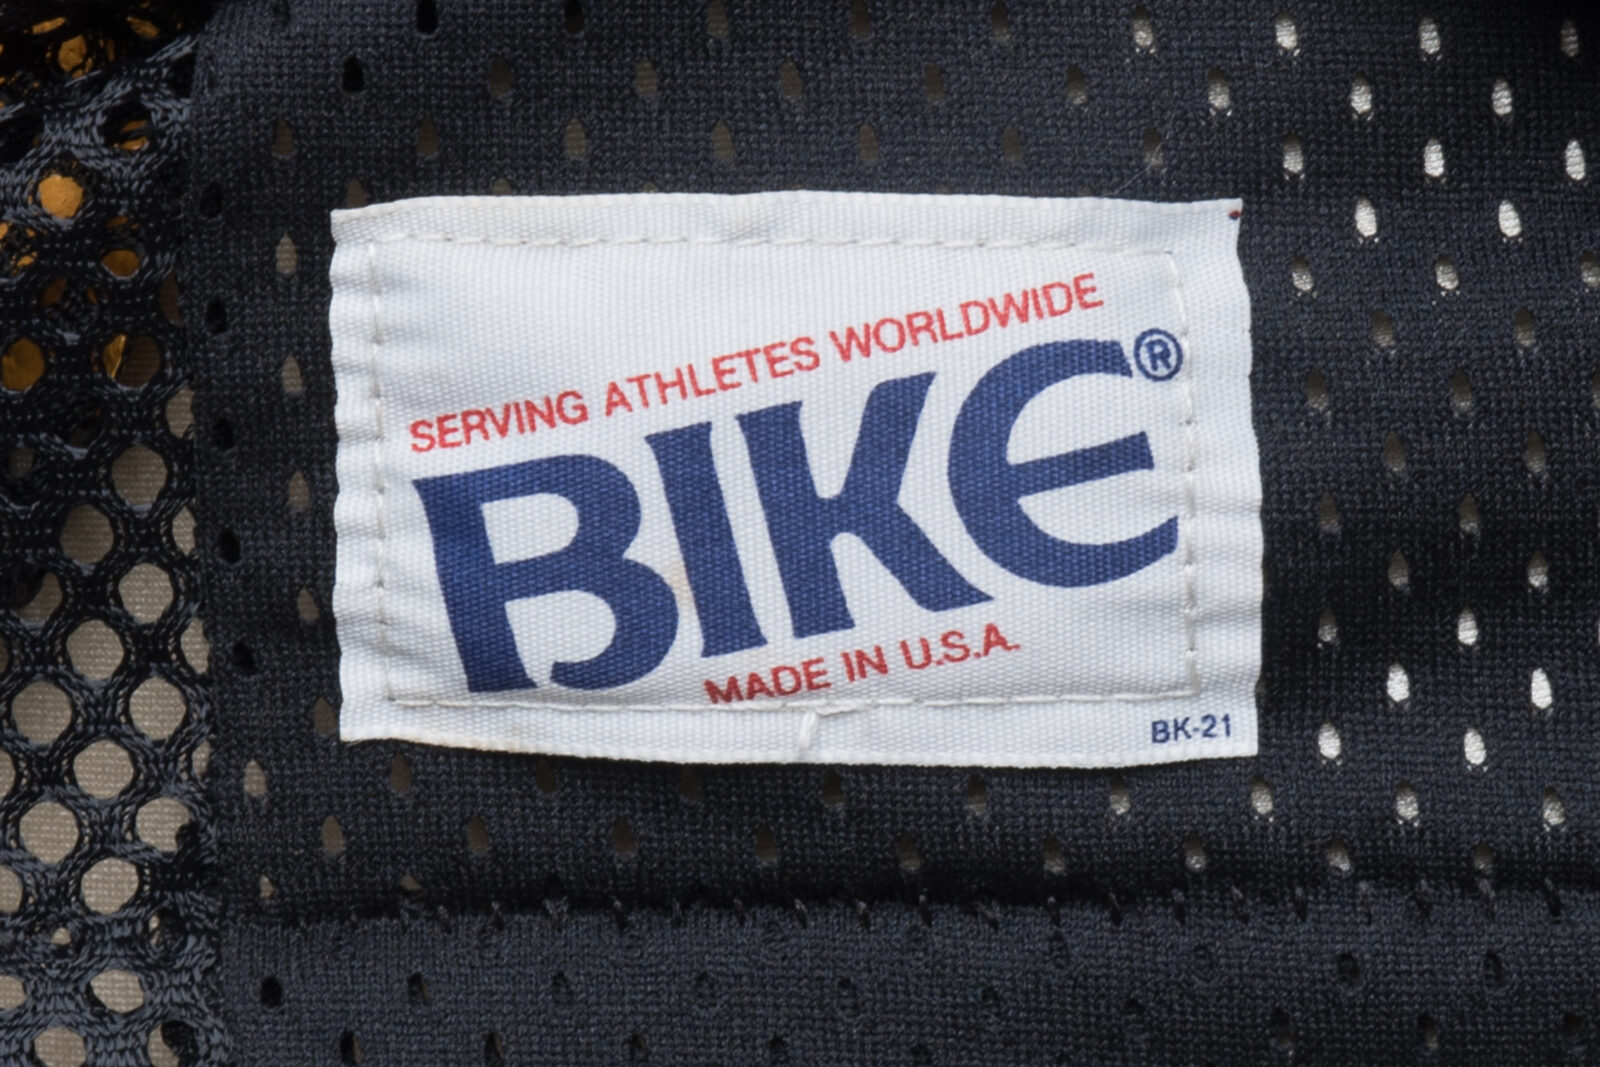 SERVING ATHLETES WORLDWIDE
BIKE®
MADE IN U.S.A.
BK-21